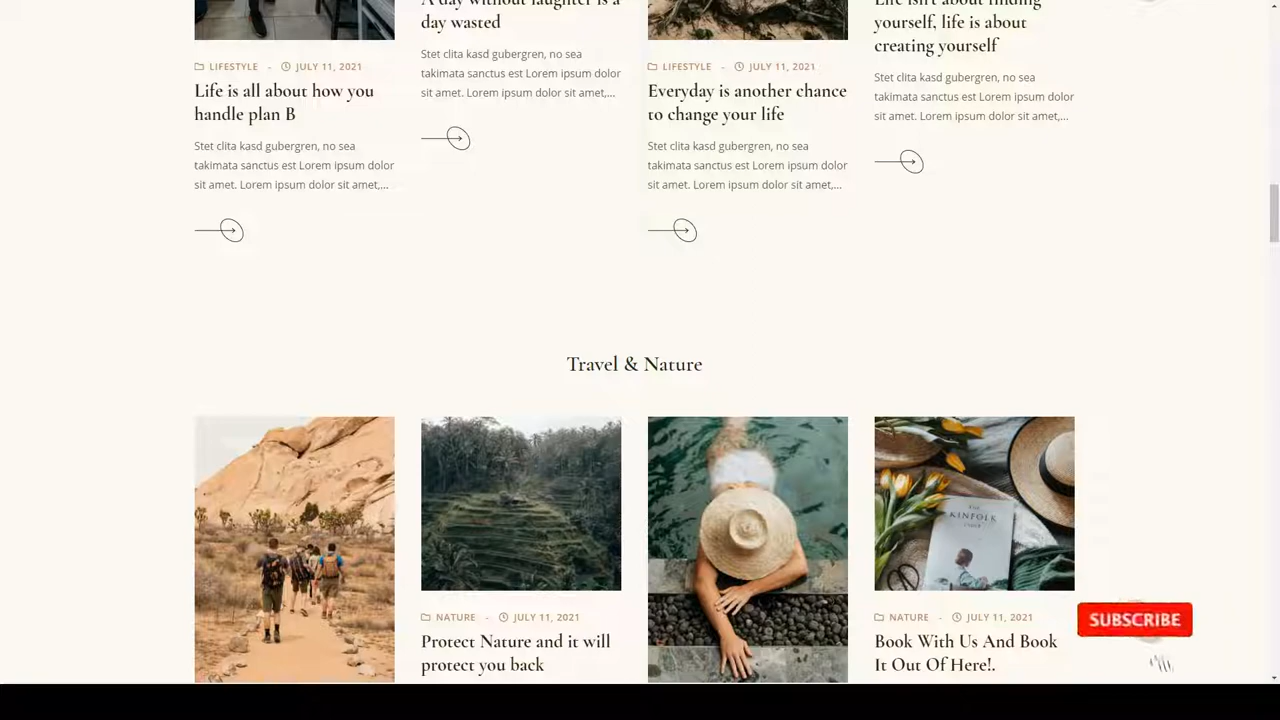 LIFESTYLE - JULY 11, 2021
Life is all about how you
handle plan B
Stet clita kasd gubergren, no sea
takimata sanctus est Lorem ipsum dolor
sit amet. Lorem ipsum dolor sit amet,...
A day without laughter is a
day wasted
Stet clita kasd gubergren, no sea
takimata sanctus est Lorem ipsum dolor
sit amet. Lorem ipsum dolor sit amet,...
LIFESTYLE - JULY 11, 2021
Everyday is another chance
to change your life
Stet clita kasd gubergren, no sea
takimata sanctus est Lorem ipsum dolor
sit amet. Lorem ipsum dolor sit amet,...
Life isn't about finding
yourself, life is about
creating yourself
Stet clita kasd gubergren, no sea
takimata sanctus est Lorem ipsum dolor
sit amet. Lorem ipsum dolor sit amet,...
Travel & Nature
NATURE - JULY 11, 2021
Protect Nature and it will
protect you back
THE
KINFOLK
NATURE - JULY 11, 2021
Book With Us And Book
It Out Of Here!.
SUBSCRIBE